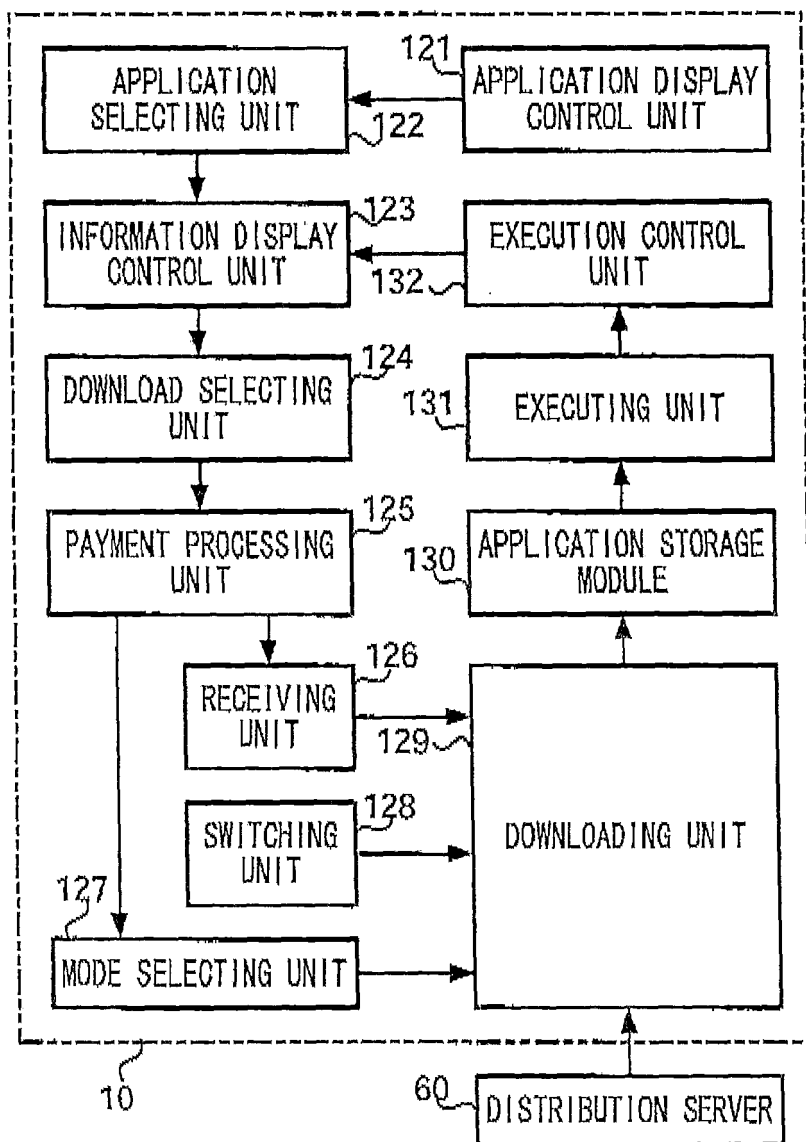 APPLICATION
SELECTING UNIT
122
121
APPLICATION DISPLAY
CONTROL UNIT
123
INFORMATION DISPLAY
CONTROL UNIT
EXECUTION CONTROL
UNIT
132
124
DOWNLOAD SELECTING
UNIT
131
EXECUTING UNIT
125
PAYMENT PROCESSING
UNIT
130
APPLICATION STORAGE
MODULE
126
RECEIVING
UNIT
129
DOWNLOADING UNIT
128
SWITCHING
UNIT
127
MODE SELECTING UNIT
10
60
DISTRIBUTION SERVER